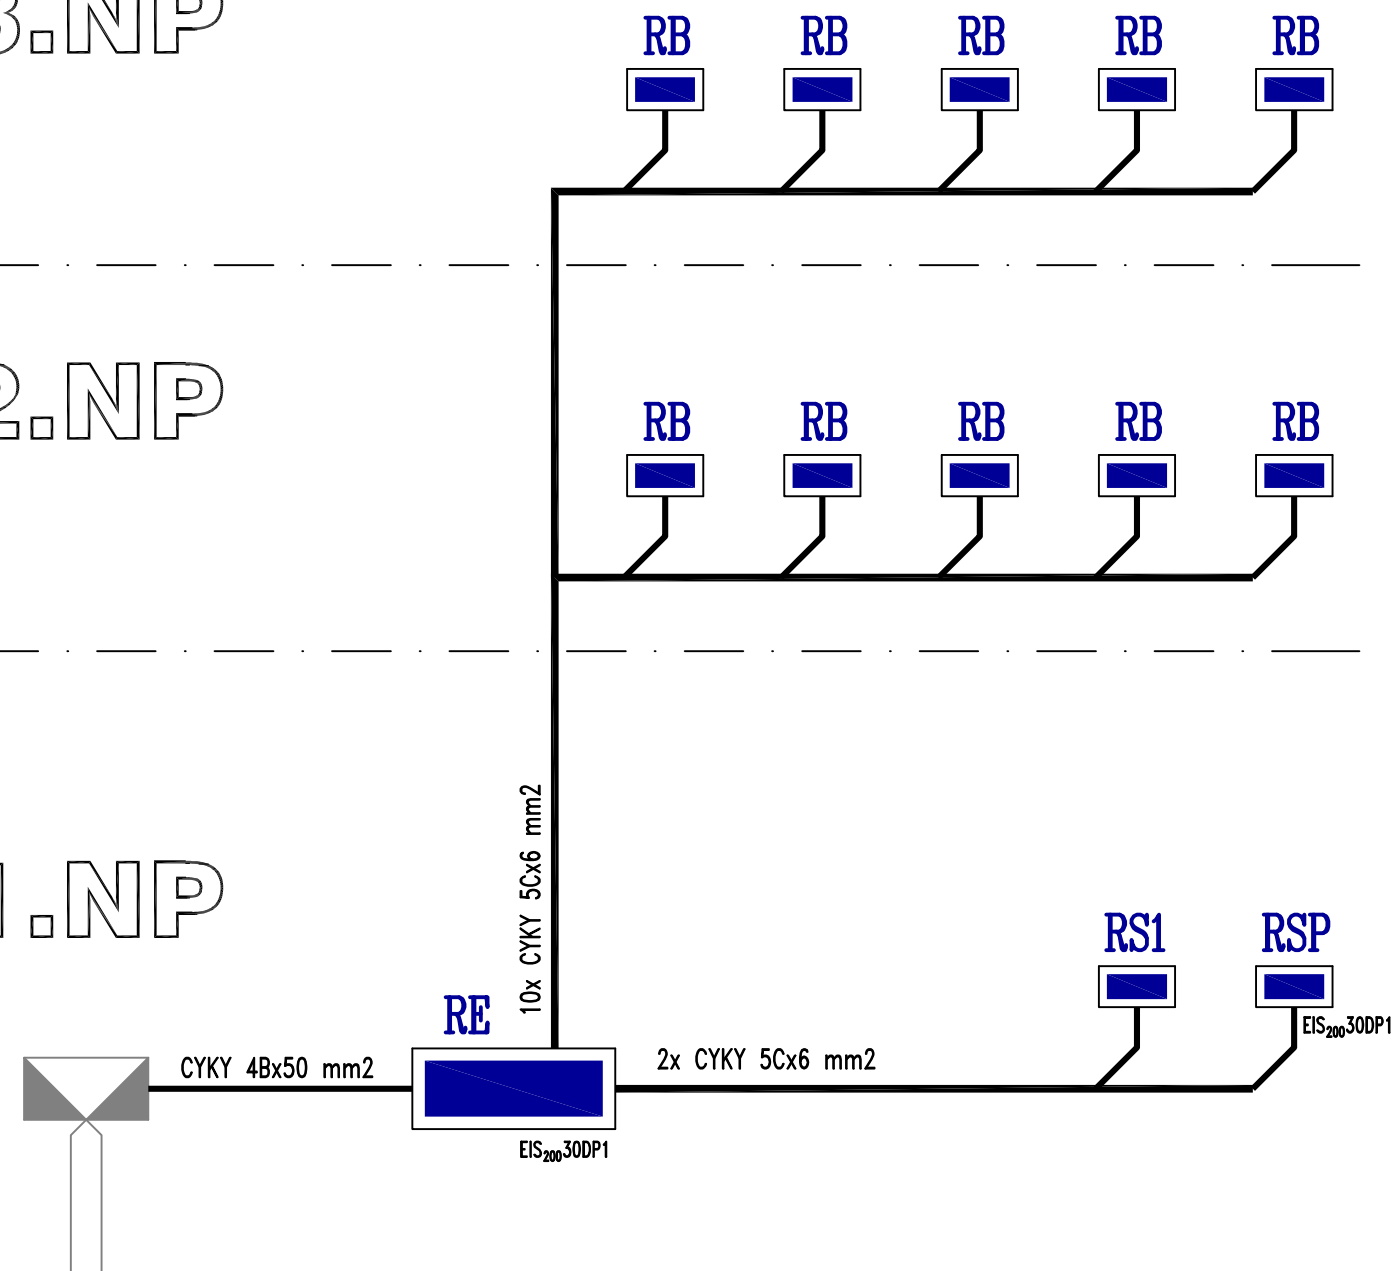 3.NP
RB RB RB RB RB
2.NP
RB RB RB RB RB
10x CYKY 5Cx6 mm2
1.NP
RS1 RSP
RE
EIS20030DP1
CYKY 4Bx50 mm2
2x CYKY 5Cx6 mm2
EIS20030DP1